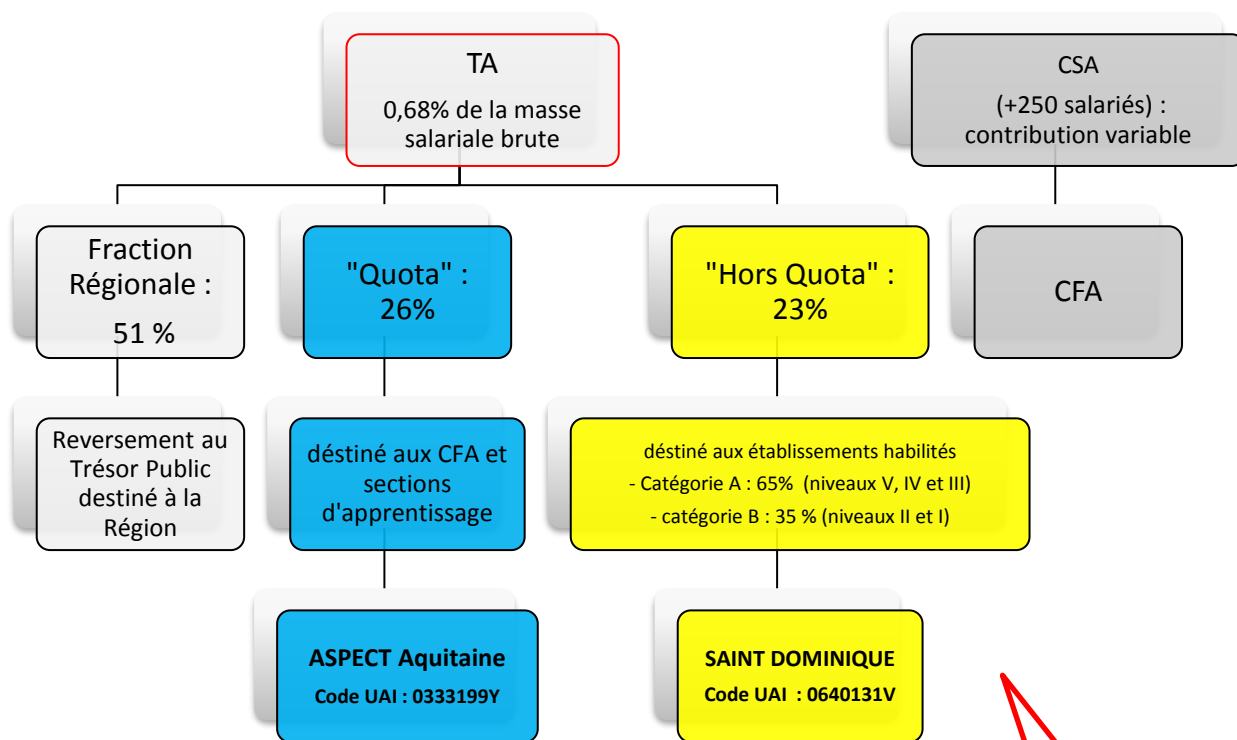 TA
0,68% de la masse
salariale brute
CSA
(+250 salariés) :
contribution variable
Fraction
Régionale :
51 %
"Quota" :
26%
"Hors Quota" :
23%
CFA
Reversement au
Trésor Public
destiné à la
Région
déstiné aux CFA et
sections
d'apprentissage
déstiné aux établissements habilités
- Catégorie A : 65% (niveaux V, IV et III)
- catégorie B : 35 % (niveaux II et I)
ASPECT Aquitaine
Code UAI : 0333199Y
SAINT DOMINIQUE
Code UAI : 0640131V